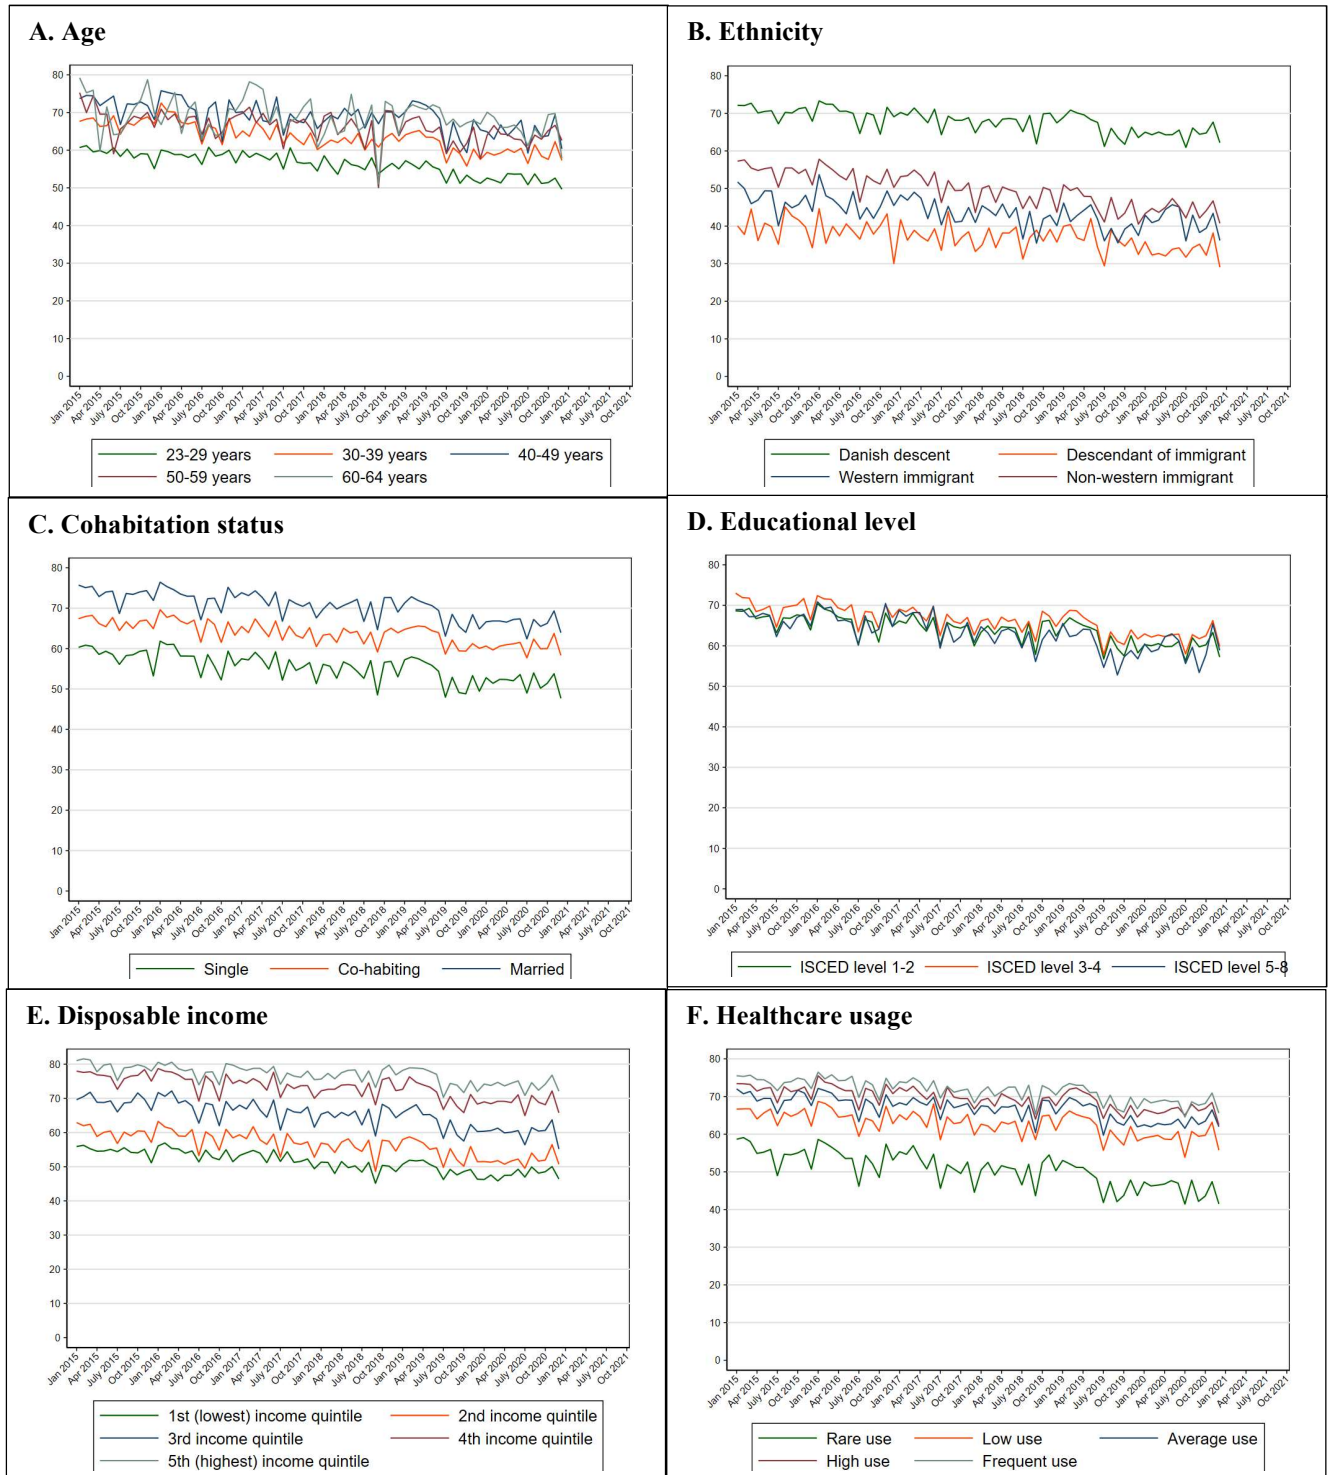 A. Age
80
70
60
50
40
30
20
10
0
Jan 2015
Apr 2015
July 2015
Oct 2015
Jan 2016
Apr 2016
July 2016
Oct 2016
Jan 2017
Apr 2017
July 2017
Oct 2017
Jan 2018
Apr 2018
July 2018
Oct 2018
Jan 2019
Apr 2019
July 2019
Oct 2019
Jan 2020
Apr 2020
July 2020
Oct 2020
Jan 2021
Apr 2021
July 2021
Oct 2021
23-29 years 30-39 years 40-49 years
50-59 years 60-64 years
B. Ethnicity
80
70
60
50
40
30
20
10
0
Jan 2015
Apr 2015
July 2015
Oct 2015
Jan 2016
Apr 2016
July 2016
Oct 2016
Jan 2017
Apr 2017
July 2017
Oct 2017
Jan 2018
Apr 2018
July 2018
Oct 2018
Jan 2019
Apr 2019
July 2019
Oct 2019
Jan 2020
Apr 2020
July 2020
Oct 2020
Jan 2021
Apr 2021
July 2021
Oct 2021
Danish descent Descendant of immigrant
Western immigrant Non-western immigrant
C. Cohabitation status
80
70
60
50
40
30
20
10
0
Jan 2015
Apr 2015
July 2015
Oct 2015
Jan 2016
Apr 2016
July 2016
Oct 2016
Jan 2017
Apr 2017
July 2017
Oct 2017
Jan 2018
Apr 2018
July 2018
Oct 2018
Jan 2019
Apr 2019
July 2019
Oct 2019
Jan 2020
Apr 2020
July 2020
Oct 2020
Jan 2021
Apr 2021
July 2021
Oct 2021
Single Co-habiting Married
D. Educational level
80
70
60
50
40
30
20
10
0
Jan 2015
Apr 2015
July 2015
Oct 2015
Jan 2016
Apr 2016
July 2016
Oct 2016
Jan 2017
Apr 2017
July 2017
Oct 2017
Jan 2018
Apr 2018
July 2018
Oct 2018
Jan 2019
Apr 2019
July 2019
Oct 2019
Jan 2020
Apr 2020
July 2020
Oct 2020
Jan 2021
Apr 2021
July 2021
Oct 2021
ISCED level 1-2 ISCED level 3-4 ISCED level 5-8
E. Disposable income
80
70
60
50
40
30
20
10
0
Jan 2015
Apr 2015
July 2015
Oct 2015
Jan 2016
Apr 2016
July 2016
Oct 2016
Jan 2017
Apr 2017
July 2017
Oct 2017
Jan 2018
Apr 2018
July 2018
Oct 2018
Jan 2019
Apr 2019
July 2019
Oct 2019
Jan 2020
Apr 2020
July 2020
Oct 2020
Jan 2021
Apr 2021
July 2021
Oct 2021
1st (lowest) income quintile 2nd income quintile
3rd income quintile 4th income quintile
5th (highest) income quintile
F. Healthcare usage
80
70
60
50
40
30
20
10
0
Jan 2015
Apr 2015
July 2015
Oct 2015
Jan 2016
Apr 2016
July 2016
Oct 2016
Jan 2017
Apr 2017
July 2017
Oct 2017
Jan 2018
Apr 2018
July 2018
Oct 2018
Jan 2019
Apr 2019
July 2019
Oct 2019
Jan 2020
Apr 2020
July 2020
Oct 2020
Jan 2021
Apr 2021
July 2021
Oct 2021
Rare use Low use Average use
High use Frequent use